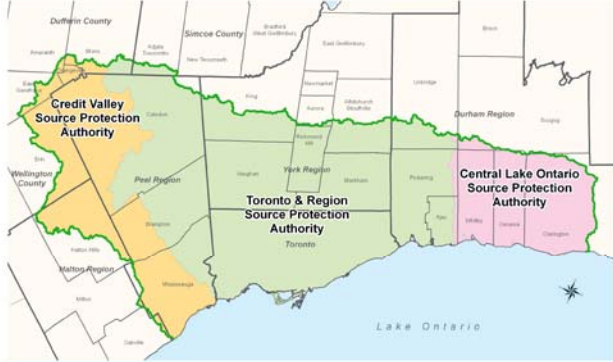 Dufferin County
Simcoe County
Bradford
West Gwillimbury
Amaranth
Mono
Adjala
Tosorontio
New Tecumseth
East Gwillimbury
Brock
Newmarket
Uxbridge
King
Aurora
Whitchurch
Stouffville
Durham Region
Scugog
Credit Valley
Source Protection
Authority
Caledon
Richmond
Hill
Erin
Wellington
County
Peel Region
Vaughan
York Region
Markham
Pickering
Central Lake Ontario
Source Protection
Authority
Toronto & Region
Source Protection
Authority
Toronto
Ajax
Whitby
Oshawa
Clarington
Brampton
Halton Hills
Halton Region
Mississauga
Milton
Oakville
Lake Ontario